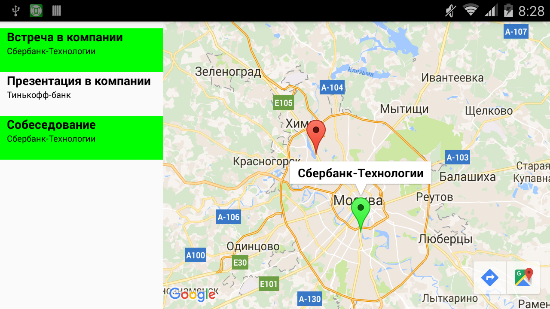 8:28
Встреча в компании
Сбербанк-Технологии
Презентация в компании
Тинькофф-банк
Собеседование
Сбербанк-Технологии
A-107
Зеленоград
Ивантеевка
A-104
E105
Мытищи
Щелково
Хим
Красногорск
A-103
Старая
Купавна
Балашиха
Сбербанк-Технологии
Москва
Реутов
A-106
Одинцово
Люберцы
A100
E30
E101
A-130
Лыткарино
Google